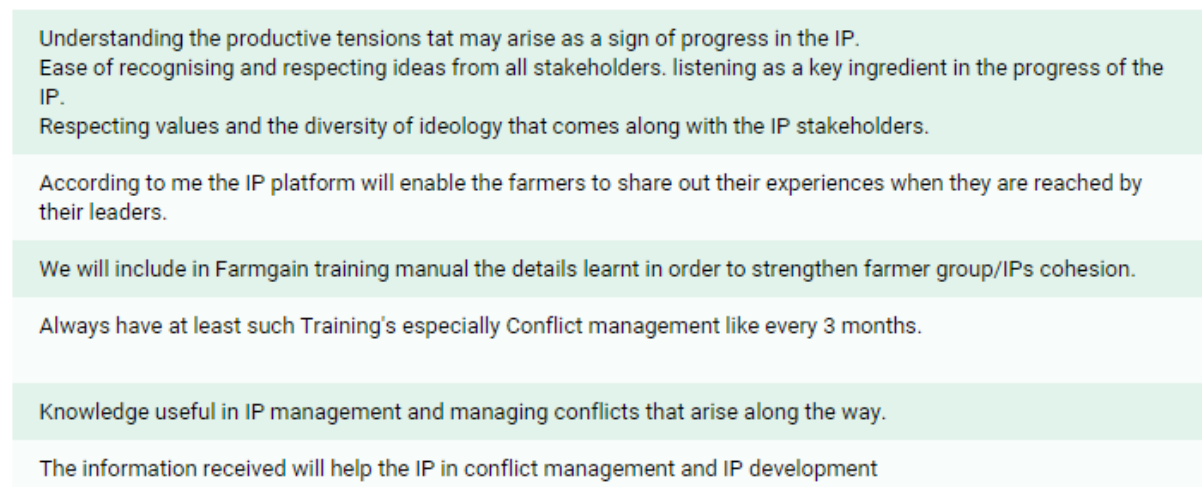 Understanding the productive tensions tat may arise as a sign of progress in the IP.
Ease of recognising and respecting ideas from all stakeholders. listening as a key ingredient in the progress of the
IP.
Respecting values and the diversity of ideology that comes along with the IP stakeholders.
According to me the IP platform will enable the farmers to share out their experiences when they are reached by
their leaders.
We will include in Farmgain training manual the details learnt in order to strengthen farmer group/IPs cohesion.
Always have at least such Training's especially Conflict management like every 3 months.
Knowledge useful in IP management and managing conflicts that arise along the way.
The information received will help the IP in conflict management and IP development